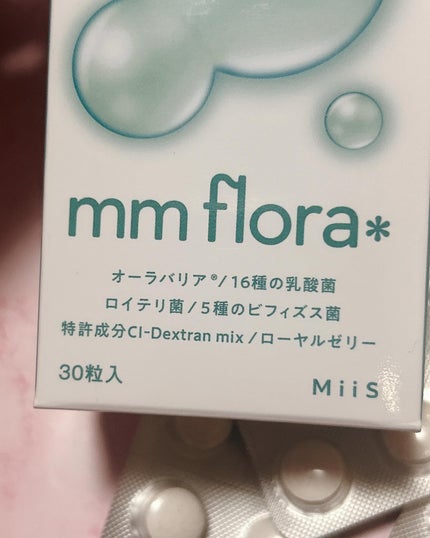 mm flora*
オーラバリア®/16種の乳酸菌
ロイテリ菌/5種のビフィズス菌
特許成分CI-Dextran mix/ローヤルゼリー
30粒入
MiiS